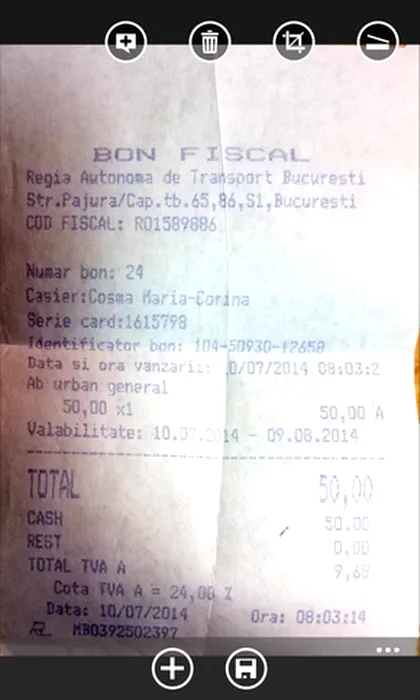 BON FISCAL
Regia Autonoma de Transport Bucuresti
Str.Pajura/Cap.tb.65,86,S1,Bucuresti
COD FISCAL: RO1589886
Numar bon: 24
Casier:Cosma Maria-Corina
Serie card:1615798
Identificator bon: 104-50930-12658
Data si ora vanzarii: 10/07/2014 08:03:2
Ab urban general
50,00 x1 50,00 A
Valabilitate: 10.07.2014 - 09.08.2014
TOTAL 50,00
CASH 50,00
REST 0,00
TOTAL TVA A 9,68
Cota TVA A = 24,00 %
Data: 10/07/2014 Ora: 08:03:14
MB0392502397